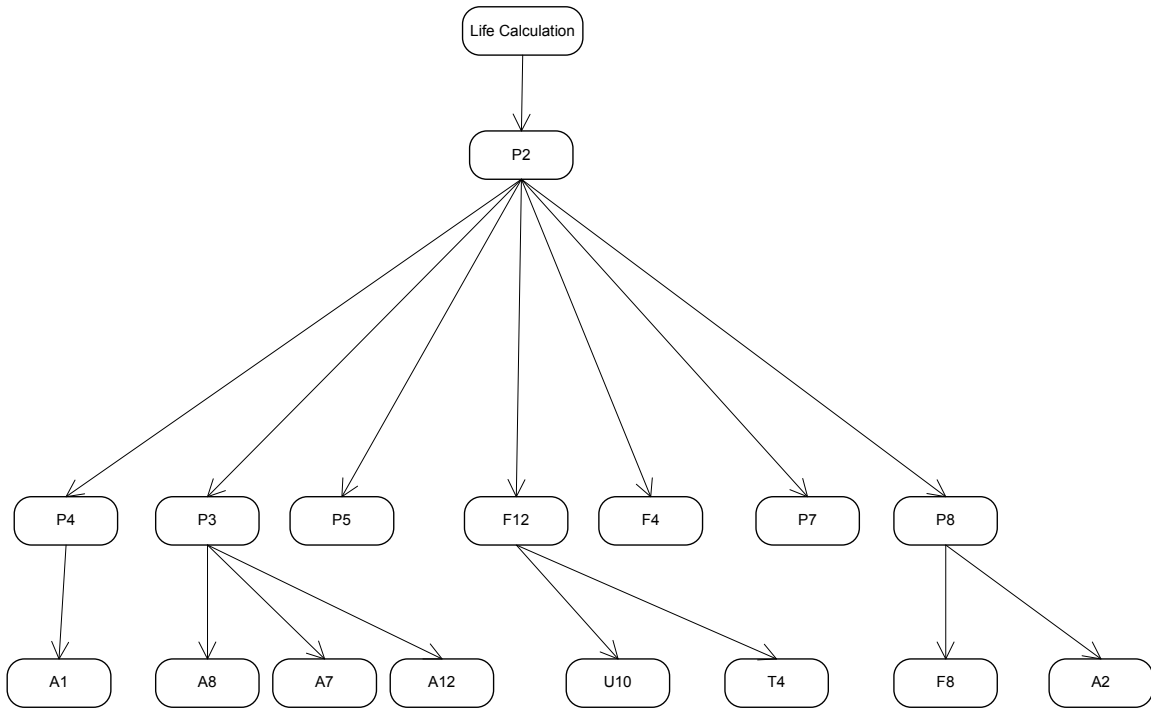 Life Calculation
P2
P4
P3
P5
F12
F4
P7
P8
A1
A8
A7
A12
U10
T4
F8
A2